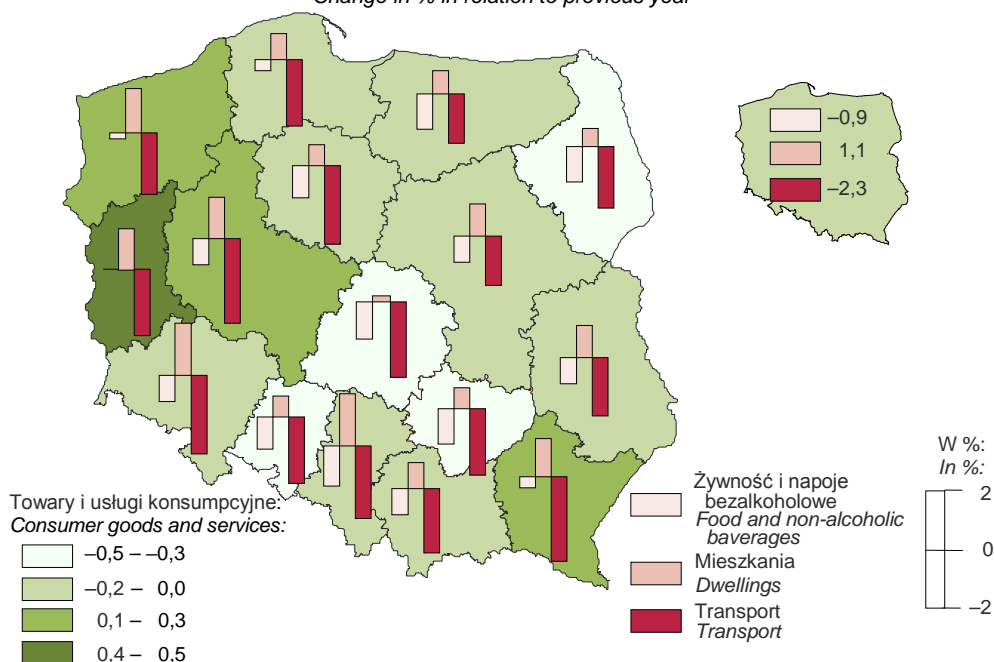 Change in % in relation to previous year
–0,9
1,1
–2,3
W %:
In %:
2
0
–2
Żywność i napoje
bezalkoholowe
Food and non-alcoholic
baverages
Mieszkania
Dwellings
Transport
Transport
Towary i usługi konsumpcyjne:
Consumer goods and services:
–0,5 – –0,3
–0,2 – 0,0
0,1 – 0,3
0,4 – 0,5